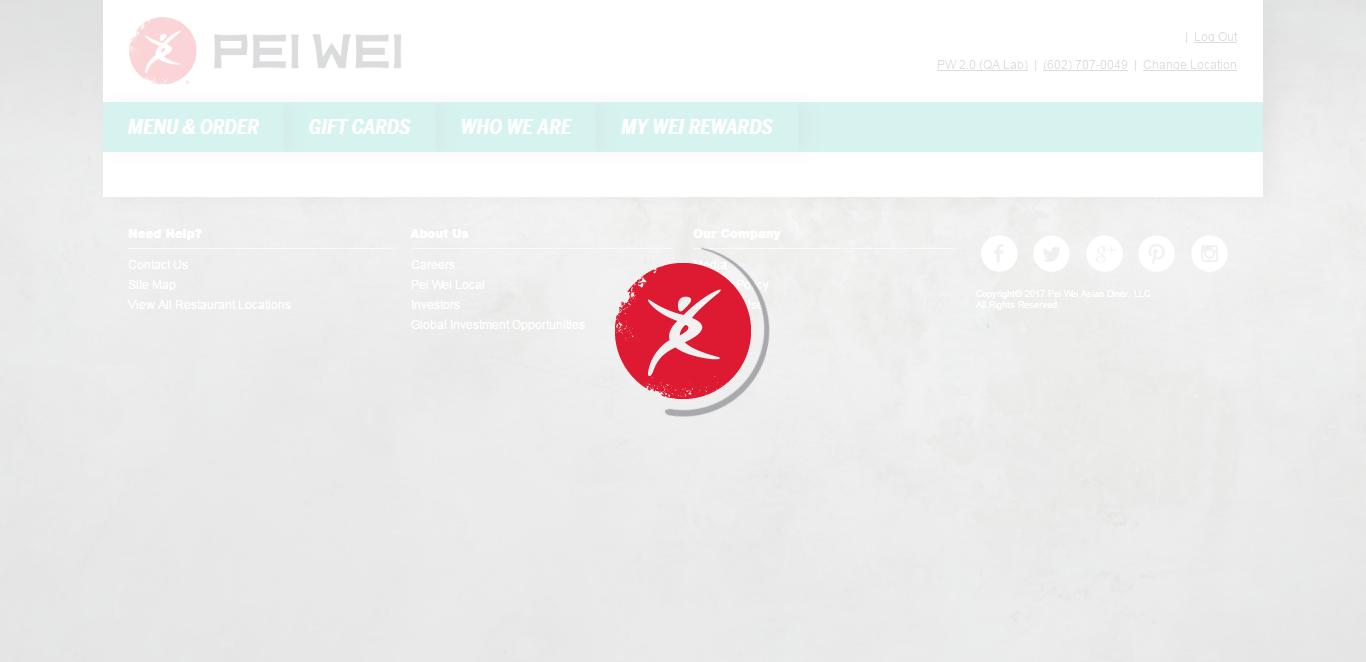 PEI WEI
| Log Out
PW 2.0 (QA Lab) | (602) 707-0049 | Change Location
MENU & ORDER
GIFT CARDS
WHO WE ARE
MY WEI REWARDS
Need Help?
Contact Us
Site Map
View All Restaurant Locations
About Us
Careers
Pei Wei Local
Investors
Global Investment Opportunities
Our Company
Media
Copyright© 2017 Pei Wei Asian Diner, LLC
All Rights Reserved.